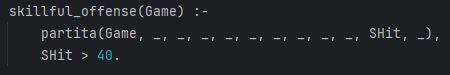 skillful_offense(Game) :-
    partita(Game, _, _, _, _, _, _, _, _, _, SHit, _),
    SHit > 40.